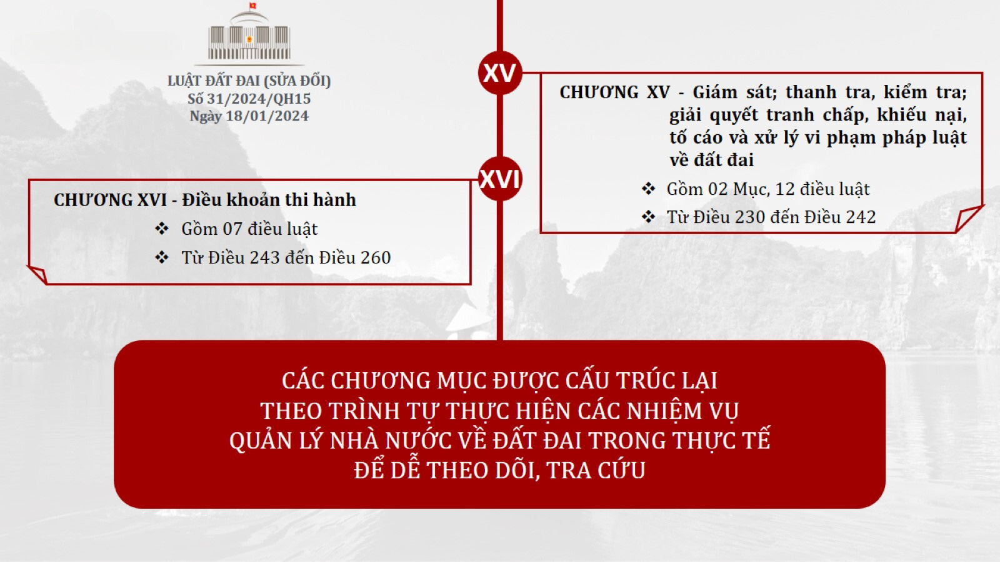 LUẬT ĐẤT ĐAI (SỬA ĐỔI)
Số 31/2024/QH15
Ngày 18/01/2024
XV
CHƯƠNG XV - Giám sát; thanh tra, kiểm tra;
giải quyết tranh chấp, khiếu nại,
tố cáo và xử lý vi phạm pháp luật
về đất đai
❖ Gồm 02 Mục, 12 điều luật
❖ Từ Điều 230 đến Điều 242
XVI
CHƯƠNG XVI - Điều khoản thi hành
❖ Gồm 07 điều luật
❖ Từ Điều 243 đến Điều 260
CÁC CHƯƠNG MỤC ĐƯỢC CẤU TRÚC LẠI
THEO TRÌNH TỰ THỰC HIỆN CÁC NHIỆM VỤ
QUẢN LÝ NHÀ NƯỚC VỀ ĐẤT ĐAI TRONG THỰC TẾ
ĐỂ DỄ THEO DÕI, TRA CỨU